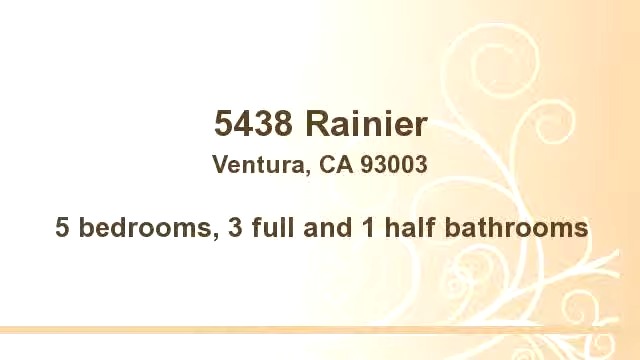 5438 Rainier
Ventura, CA 93003
5 bedrooms, 3 full and 1 half bathrooms